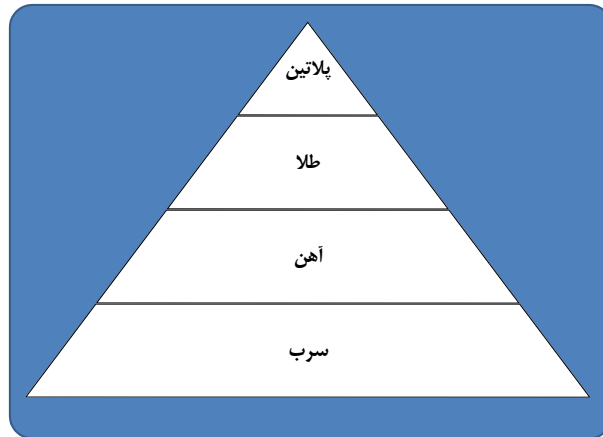 پلاتین
طلا
آهن
سرب